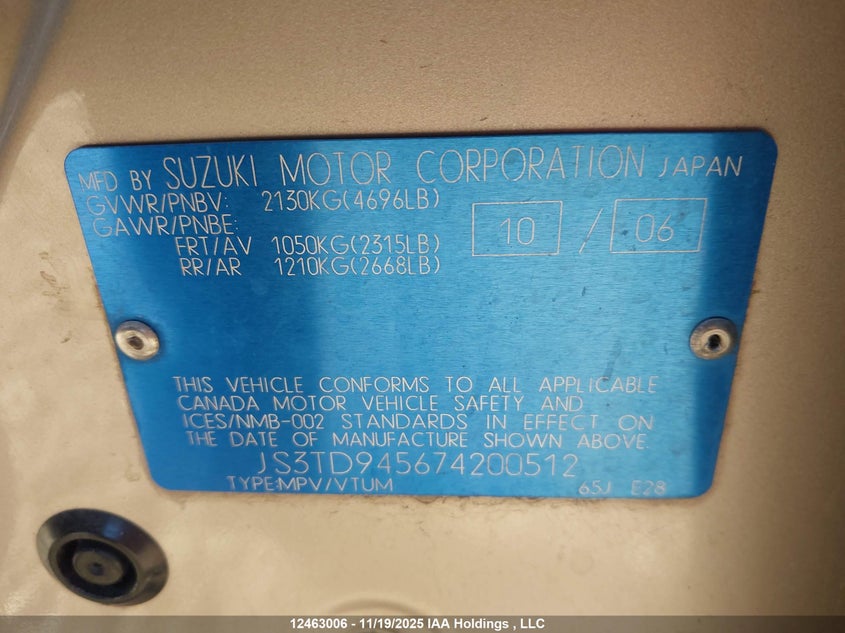 MFD BY SUZUKI MOTOR CORPORATION JAPAN
GVWR/PNBV: 2130KG(4696LB)
GAWR/PNBE:
10 / 06
FRT/AV 1050KG(2315LB)
RR/AR 1210KG(2668LB)
THIS VEHICLE CONFORMS TO ALL APPLICABLE
CANADA MOTOR VEHICLE SAFETY AND
ICES/NMB-002 STANDARDS IN EFFECT ON
THE DATE OF MANUFACTURE SHOWN ABOVE.
JS3TD945674200512
TYPE:MPV/VTUM 65J E28
12463006 - 11/19/2025 IAA Holdings , LLC